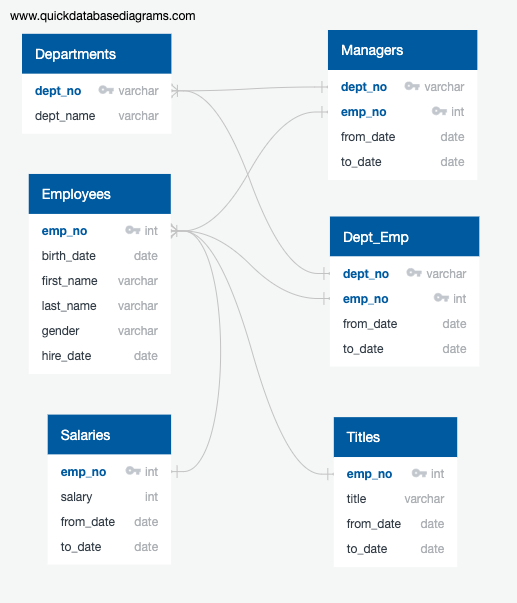 www.quickdatabasediagrams.com
Departments
dept_no varchar
dept_name varchar
Managers
dept_no varchar
emp_no int
from_date date
to_date date
Employees
emp_no int
birth_date date
first_name varchar
last_name varchar
gender varchar
hire_date date
Dept_Emp
dept_no varchar
emp_no int
from_date date
to_date date
Salaries
emp_no int
salary int
from_date date
to_date date
Titles
emp_no int
title varchar
from_date date
to_date date